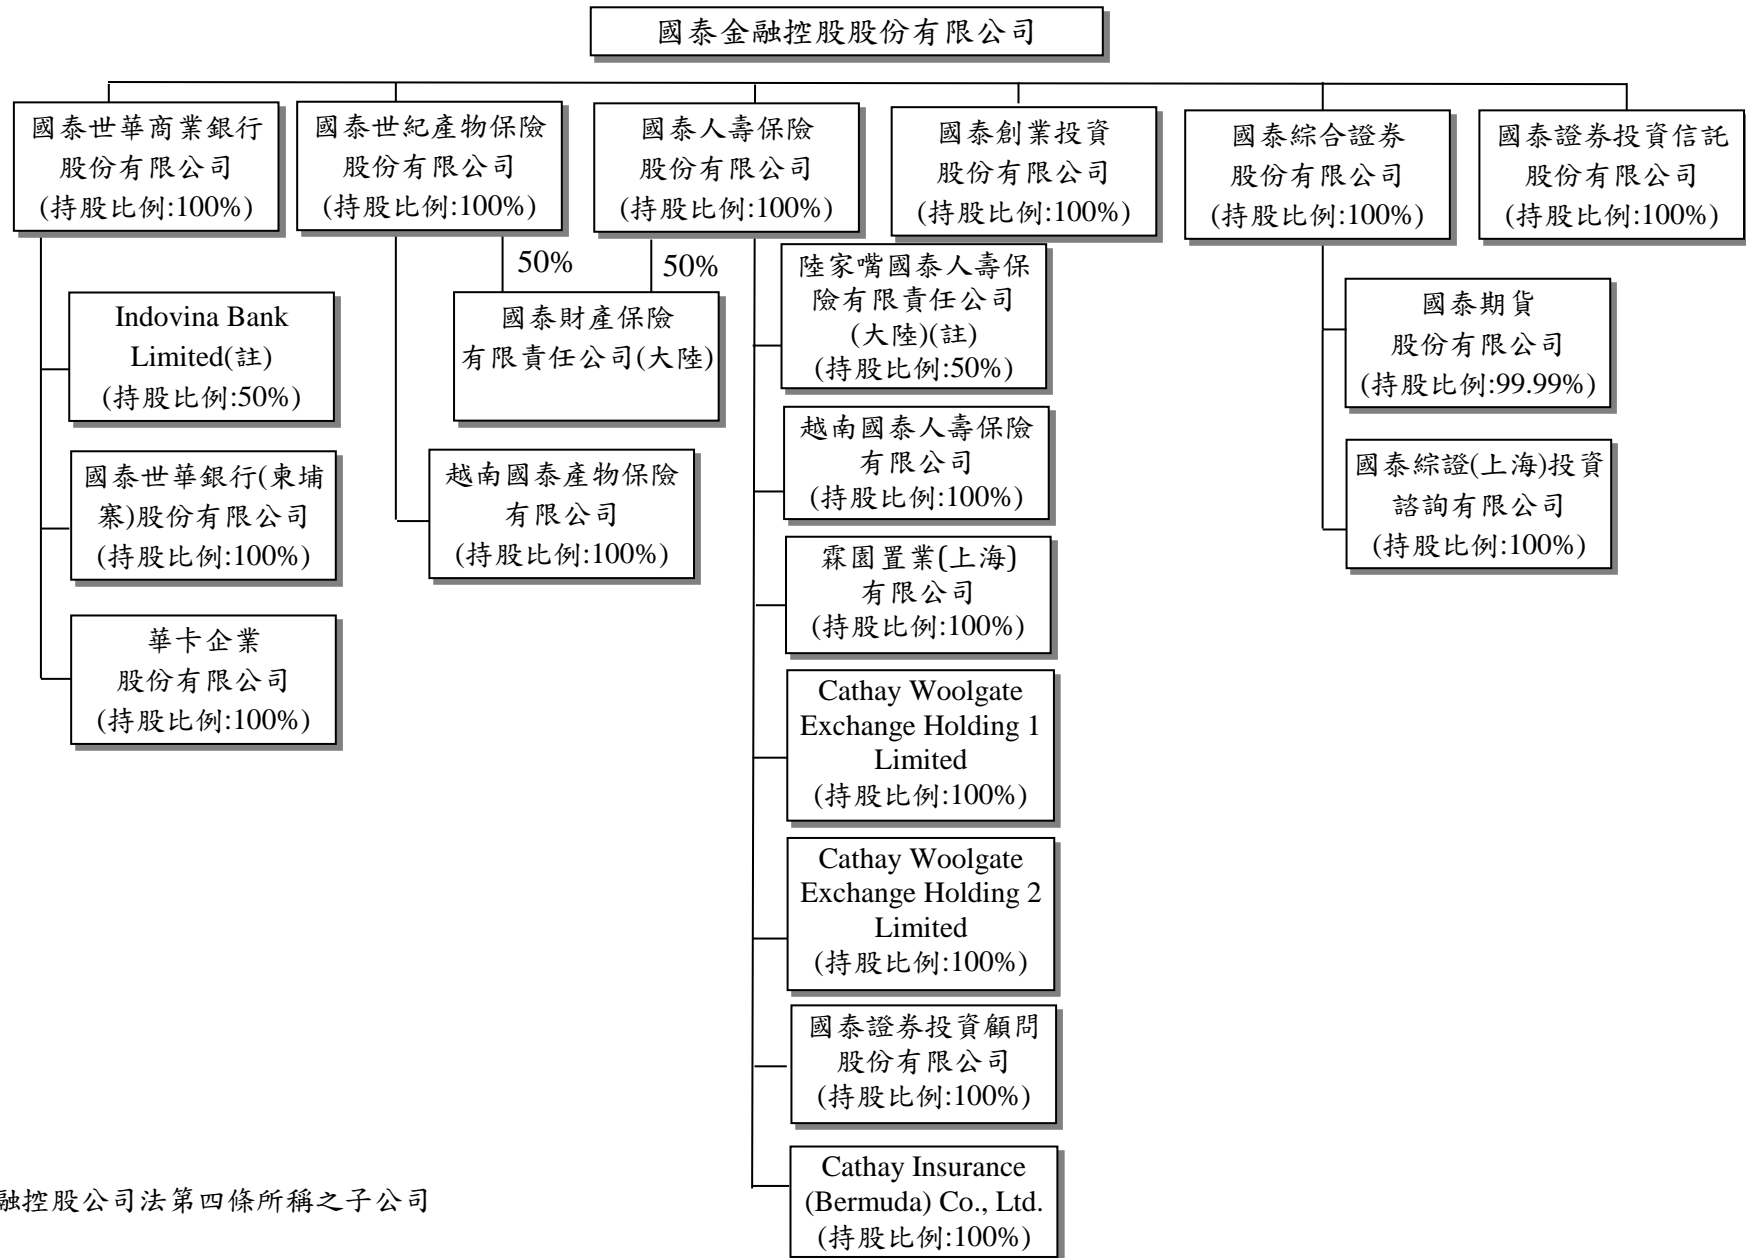 國泰金融控股股份有限公司
國泰世華商業銀行
股份有限公司
(持股比例:100%)
國泰世紀產物保險
股份有限公司
(持股比例:100%)
國泰人壽保險
股份有限公司
(持股比例:100%)
國泰創業投資
股份有限公司
(持股比例:100%)
國泰綜合證券
股份有限公司
(持股比例:100%)
國泰證券投資信託
股份有限公司
(持股比例:100%)
Indovina Bank
Limited(註)
(持股比例:50%)
國泰世華銀行(柬埔
寨)股份有限公司
(持股比例:100%)
華卡企業
股份有限公司
(持股比例:100%)
50%
50%
國泰財產保險
有限責任公司(大陸)
越南國泰產物保險
有限公司
(持股比例:100%)
陸家嘴國泰人壽保
險有限責任公司
(大陸)(註)
(持股比例:50%)
越南國泰人壽保險
有限公司
(持股比例:100%)
霖園置業(上海)
有限公司
(持股比例:100%)
Cathay Woolgate
Exchange Holding 1
Limited
(持股比例:100%)
Cathay Woolgate
Exchange Holding 2
Limited
(持股比例:100%)
國泰證券投資顧問
股份有限公司
(持股比例:100%)
Cathay Insurance
(Bermuda) Co., Ltd.
(持股比例:100%)
國泰期貨
股份有限公司
(持股比例:99.99%)
國泰綜證(上海)投資
諮詢有限公司
(持股比例:100%)
融控股公司法第四條所稱之子公司